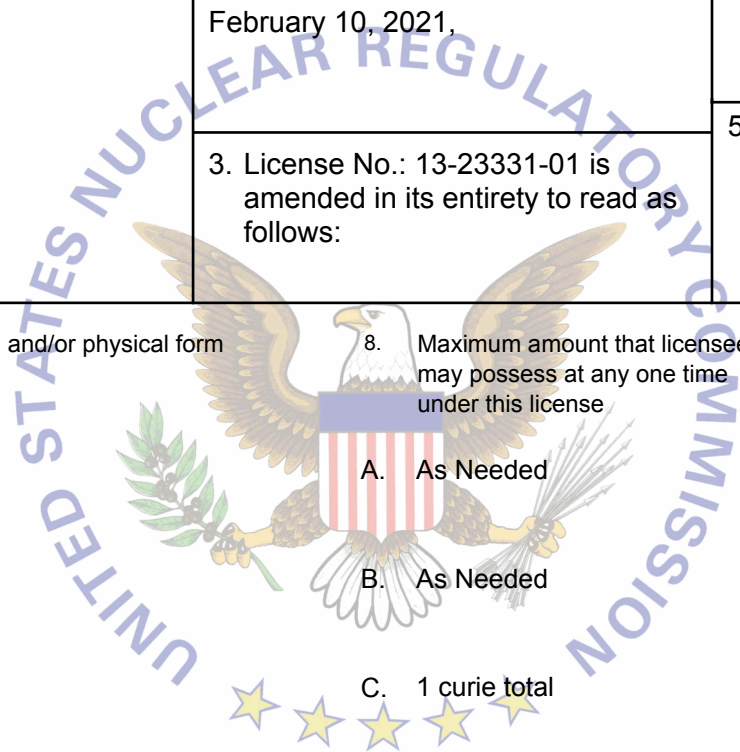 February 10, 2021,
3. License No.: 13-23331-01 is
amended in its entirety to read as
follows:
5
and/or physical form
8. Maximum amount that licensee
may possess at any one time
under this license
A. As Needed
B. As Needed
C. 1 curie total
UNITED STATES NUCLEAR REGULATORY COMMISSION